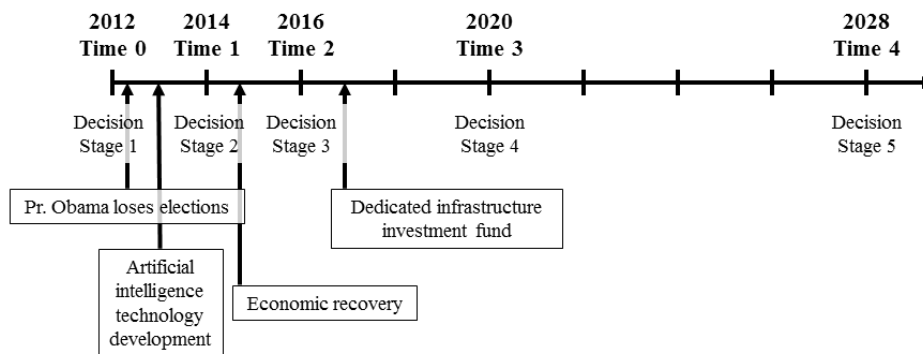 2012 2014 2016 2020 2028
Time 0 Time 1 Time 2 Time 3 Time 4
Decision Decision Decision Decision Decision
Stage 1 Stage 2 Stage 3 Stage 4 Stage 5
Pr. Obama loses elections
Dedicated infrastructure
investment fund
Artificial
intelligence
technology
development
Economic recovery